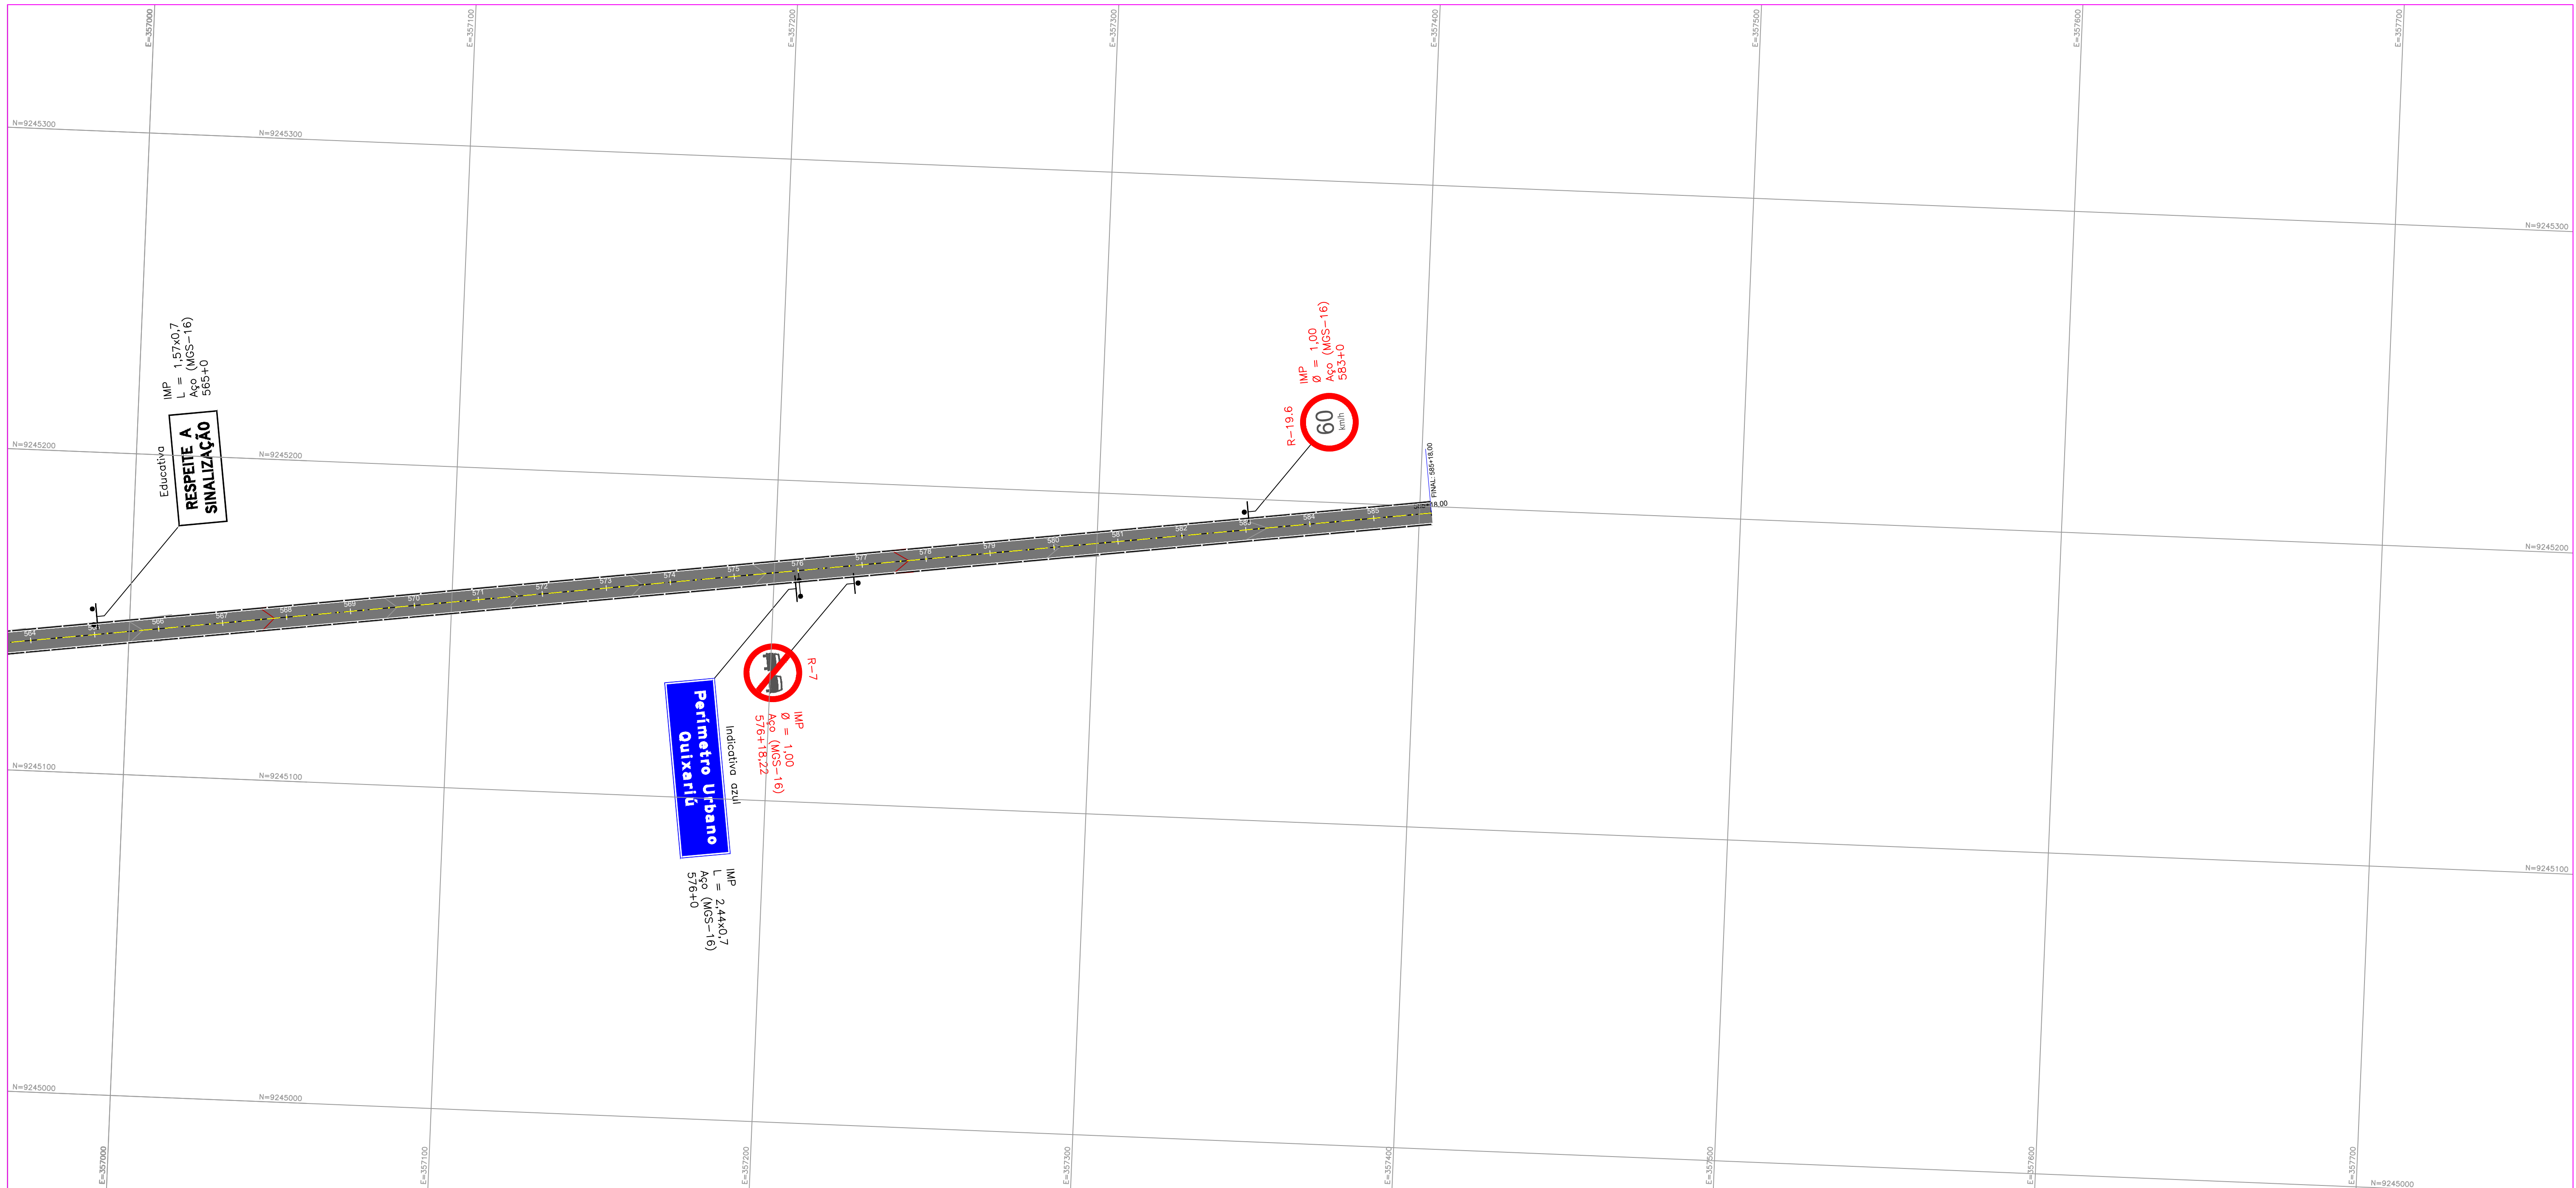 E=357000
E=357100
E=357200
E=357300
E=357400
E=357500
E=357600
E=357700
N=9245300
N=9245300
N=9245300
IMP
L = 1,57x0,7
Aço (MGS-16)
565+0
Educativa
RESPEITE A
SINALIZAÇÃO
IMP
Ø = 1,00
Aço (MGS-16)
583+0
R-19.6
60
km/h
N=9245200
N=9245200
N=9245200
FINAL: 585+18,00
564
566
567
568
569
570
571
572
573
574
575
576
577
578
579
580
581
582
583
584
585
R-7
IMP
Ø = 1,00
Aço (MGS-16)
576+18,22
Indicativa azul
Perímetro Urbano
Quixariú
IMP
L = 2,44x0,7
Aço (MGS-16)
576+0
N=9245100
N=9245100
N=9245100
N=9245000
N=9245000
N=9245000
E=357000
E=357100
E=357200
E=357300
E=357400
E=357500
E=357600
E=357700